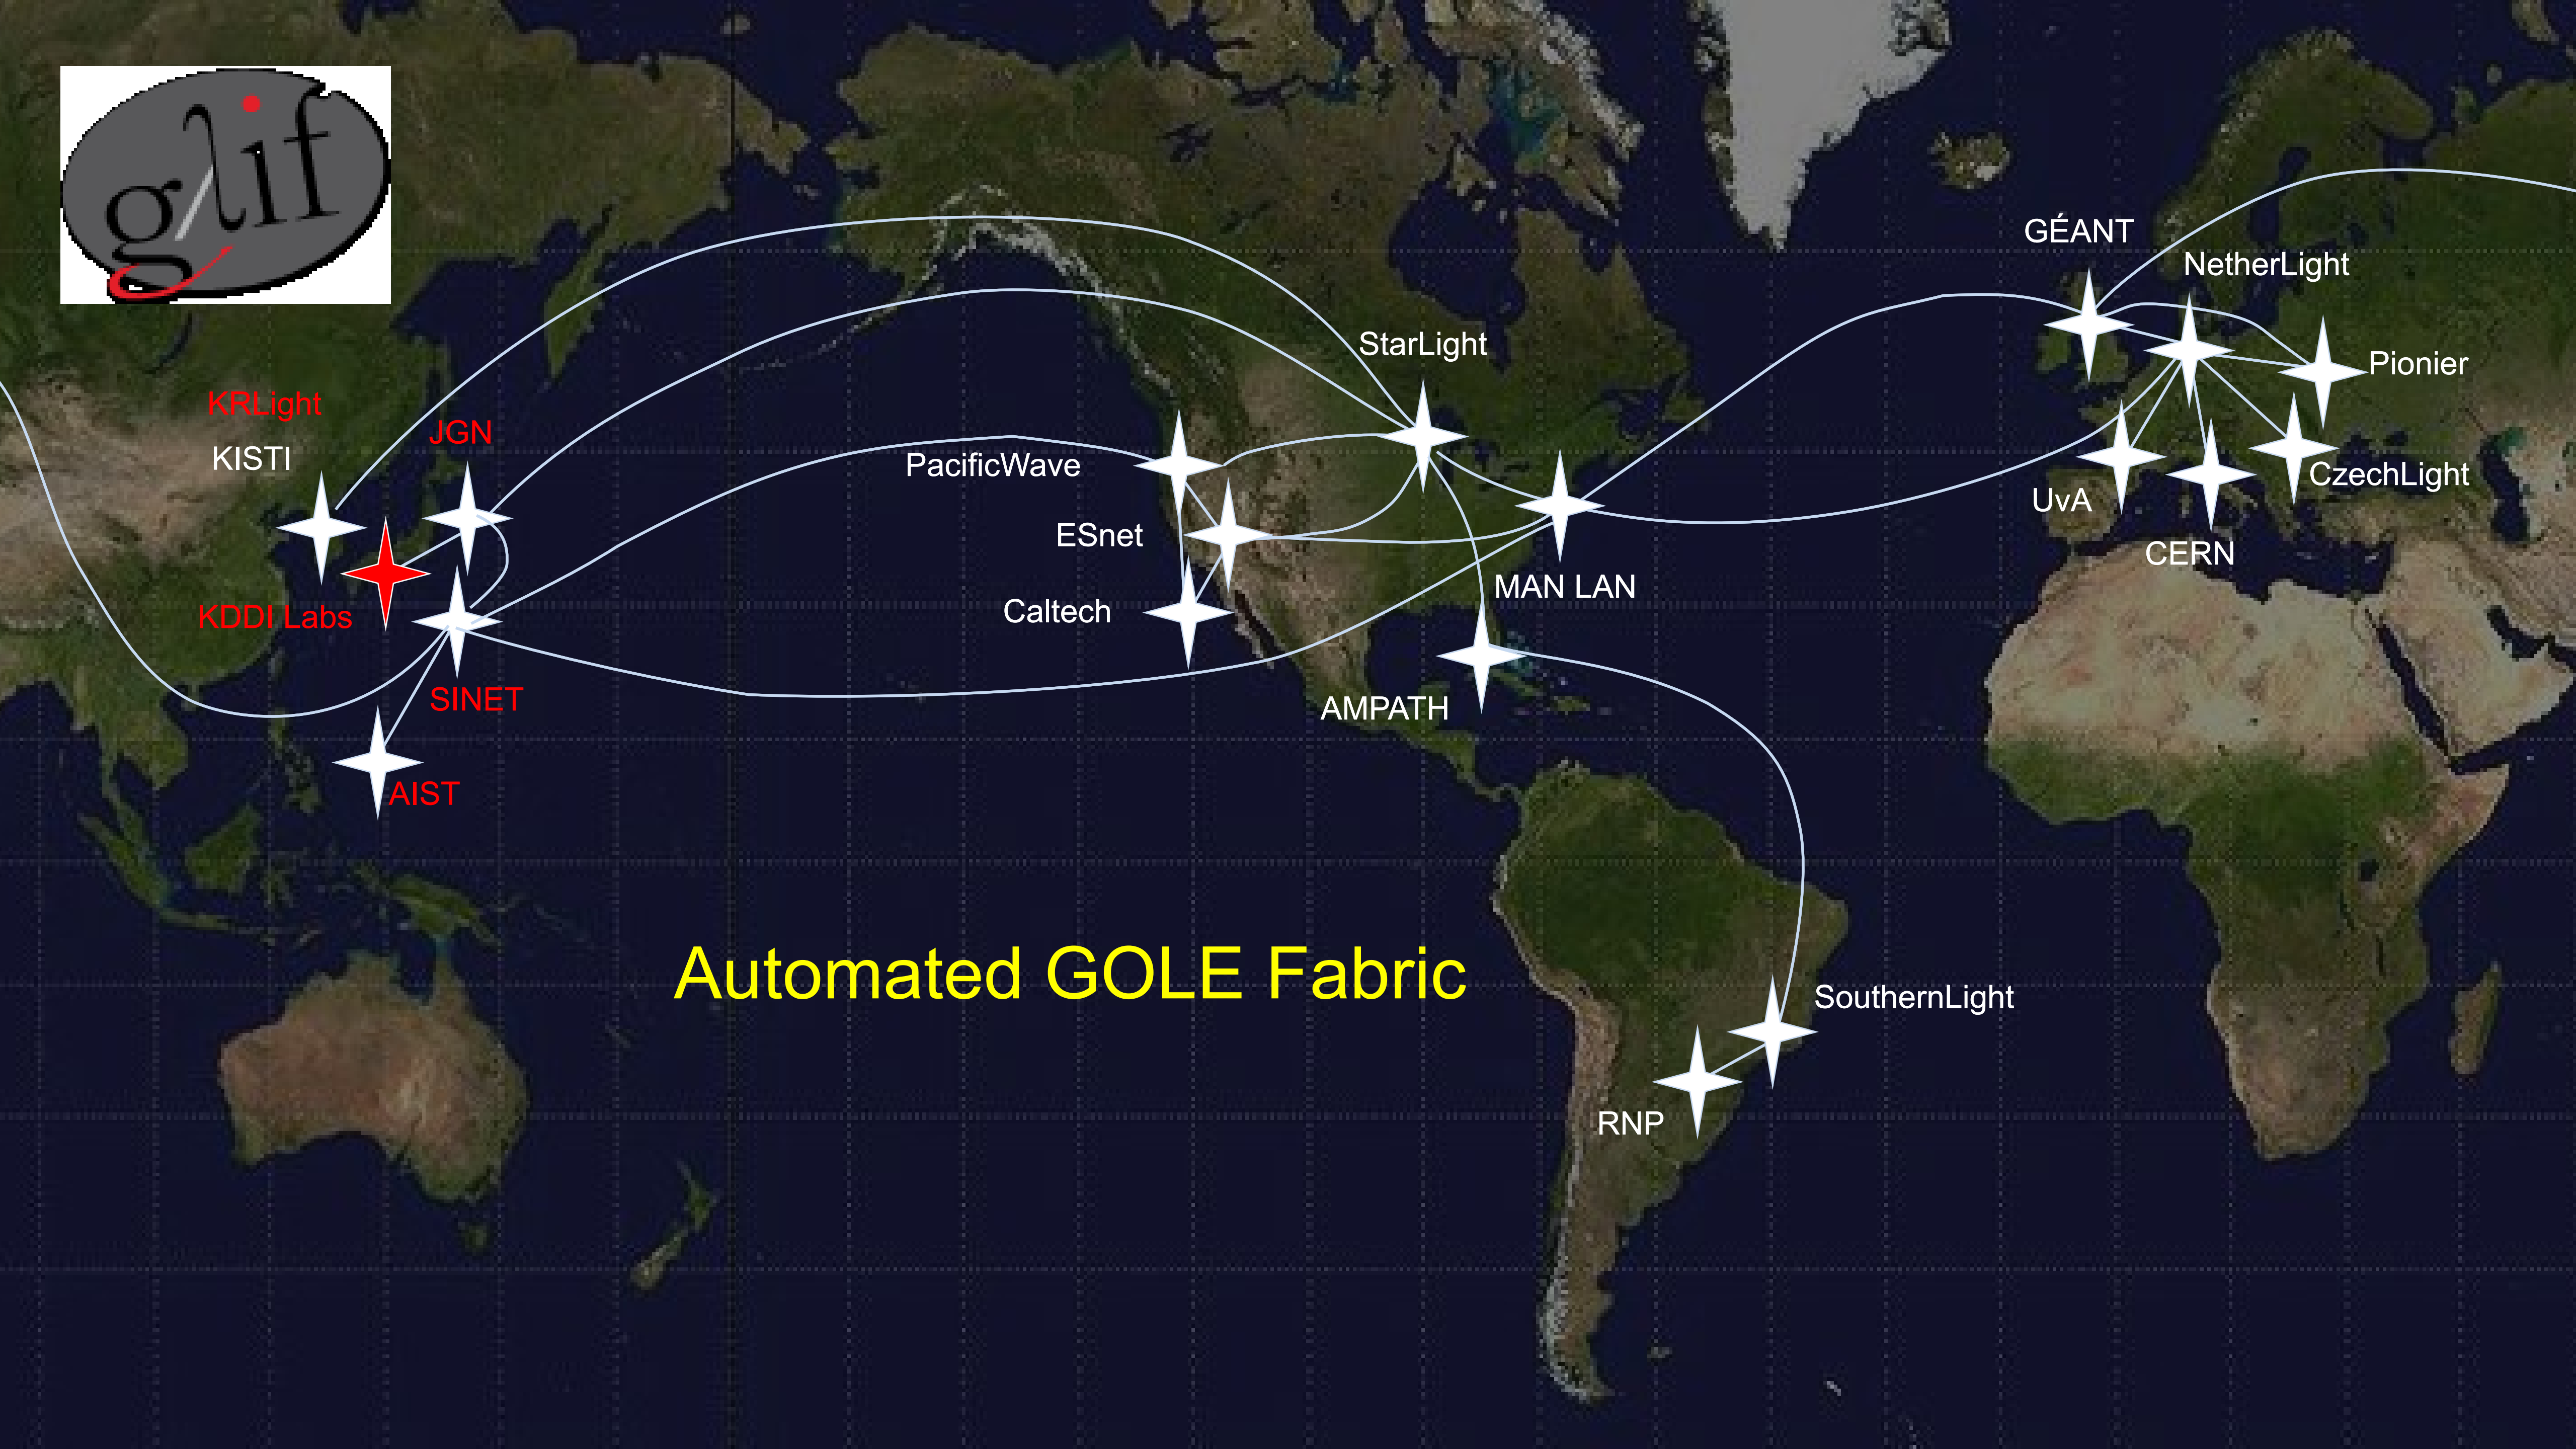 glif
GÉANT
NetherLight
StarLight
Pionier
KRLight
JGN
KISTI
PacificWave
CzechLight
UvA
ESnet
CERN
MAN LAN
KDDI Labs
Caltech
SINET
AMPATH
AIST
Automated GOLE Fabric
SouthernLight
RNP